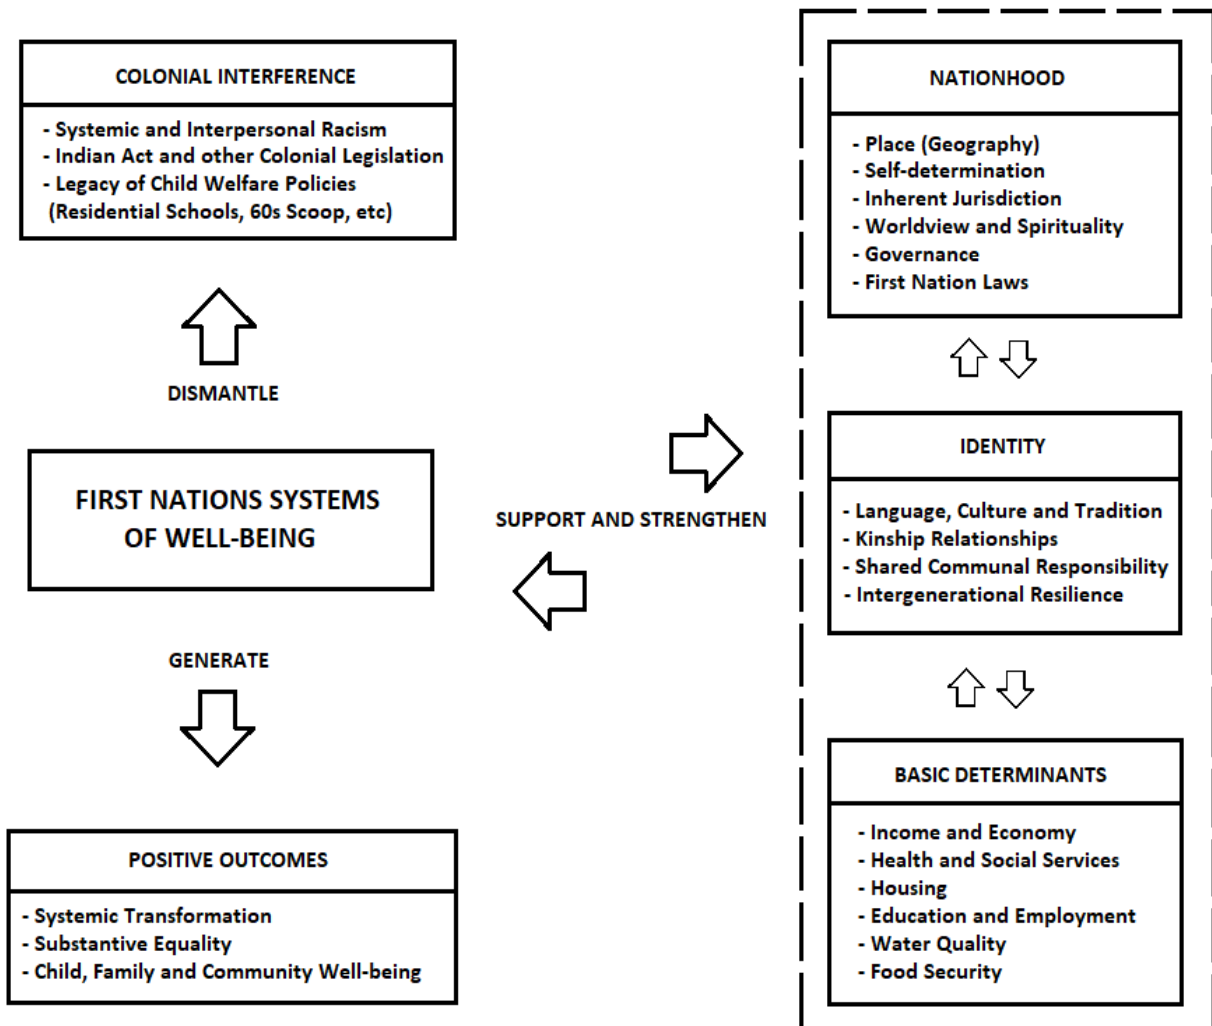 COLONIAL INTERFERENCE
- Systemic and Interpersonal Racism
- Indian Act and other Colonial Legislation
- Legacy of Child Welfare Policies
(Residential Schools, 60s Scoop, etc)
DISMANTLE
FIRST NATIONS SYSTEMS
OF WELL-BEING
GENERATE
POSITIVE OUTCOMES
- Systemic Transformation
- Substantive Equality
- Child, Family and Community Well-being
SUPPORT AND STRENGTHEN
NATIONHOOD
- Place (Geography)
- Self-determination
- Inherent Jurisdiction
- Worldview and Spirituality
- Governance
- First Nation Laws
IDENTITY
- Language, Culture and Tradition
- Kinship Relationships
- Shared Communal Responsibility
- Intergenerational Resilience
BASIC DETERMINANTS
- Income and Economy
- Health and Social Services
- Housing
- Education and Employment
- Water Quality
- Food Security